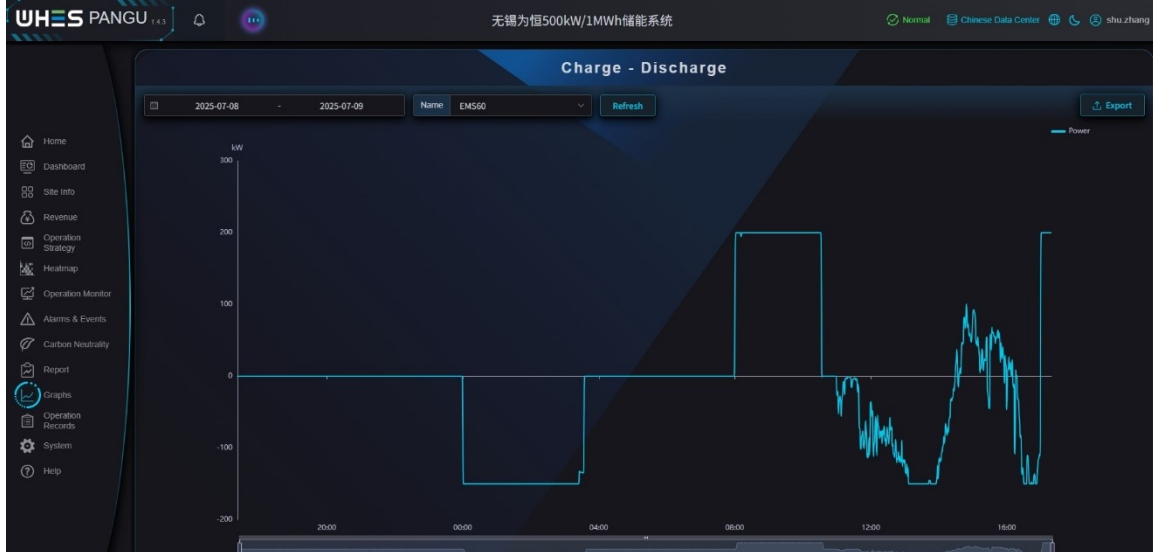 WHES PANGU 1.4.3
无锡为恒500kW/1MWh储能系统
Normal
Chinese Data Center
shu.zhang
Charge - Discharge
2025-07-08 - 2025-07-09
Name EMS60
Refresh
Export
Home
Dashboard
Site Info
Revenue
Operation
Strategy
Heatmap
Operation Monitor
Alarms & Events
Carbon Neutrality
Report
Graphs
Operation
Records
System
Help
Power
kW
300
200
100
0
-100
-200
20:00 00:00 04:00 08:00 12:00 16:00